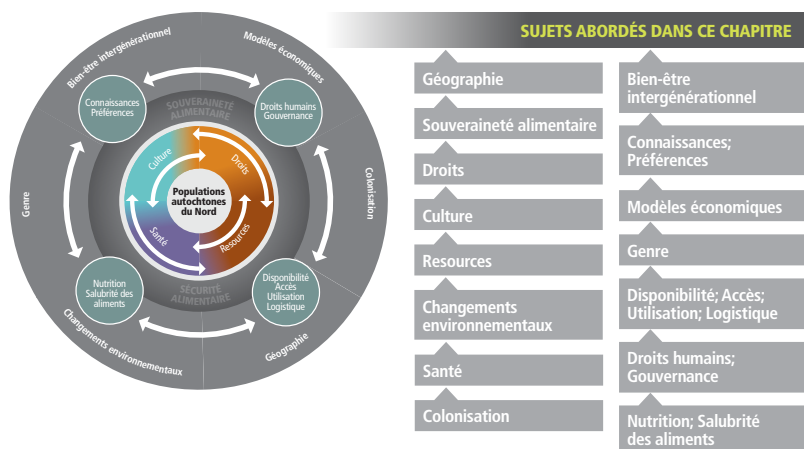 Bien-être intergénérationnel
Modèles économiques
Colonisation
Géographie
Changements environnementaux
Genre
Connaissances
Préférences
Droits humains
Gouvernance
Disponibilité
Accès
Utilisation
Logistique
Nutrition
Salubrité des
aliments
SOUVERAINETÉ
ALIMENTAIRE
SÉCURITÉ
ALIMENTAIRE
Culture
Droits
Resources
Santé
Populations
autochtones
du Nord
SUJETS ABORDÉS DANS CE CHAPITRE
Géographie
Souveraineté alimentaire
Droits
Culture
Resources
Changements
environnementaux
Santé
Colonisation
Bien-être
intergénérationnel
Connaissances;
Préférences
Modèles économiques
Genre
Disponibilité; Accès;
Utilisation; Logistique
Droits humains;
Gouvernance
Nutrition; Salubrité
des aliments